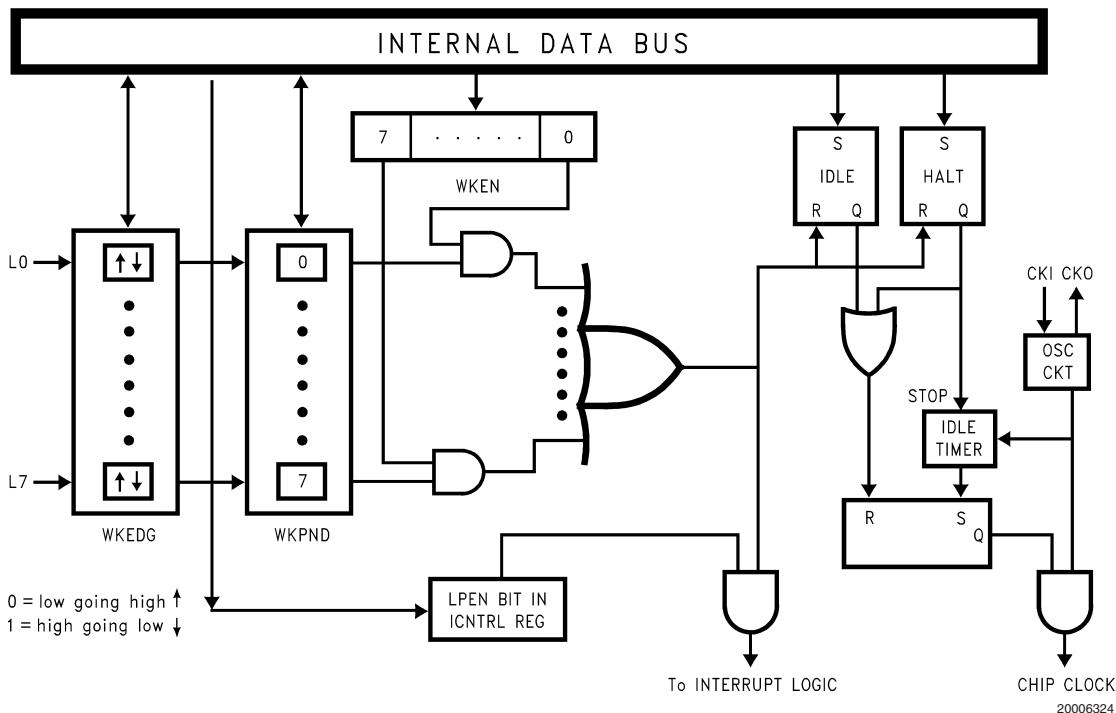 INTERNAL DATA BUS
7 · · · · · 0
WKEN
S
IDLE
R Q
S
HALT
R Q
L0
0
CKI CKO
OSC
CKT
STOP
IDLE
TIMER
L7
7
WKEDG
WKPND
R S
Q
0 = low going high ↑
1 = high going low ↓
LPEN BIT IN
ICNTRL REG
To INTERRUPT LOGIC
CHIP CLOCK
20006324